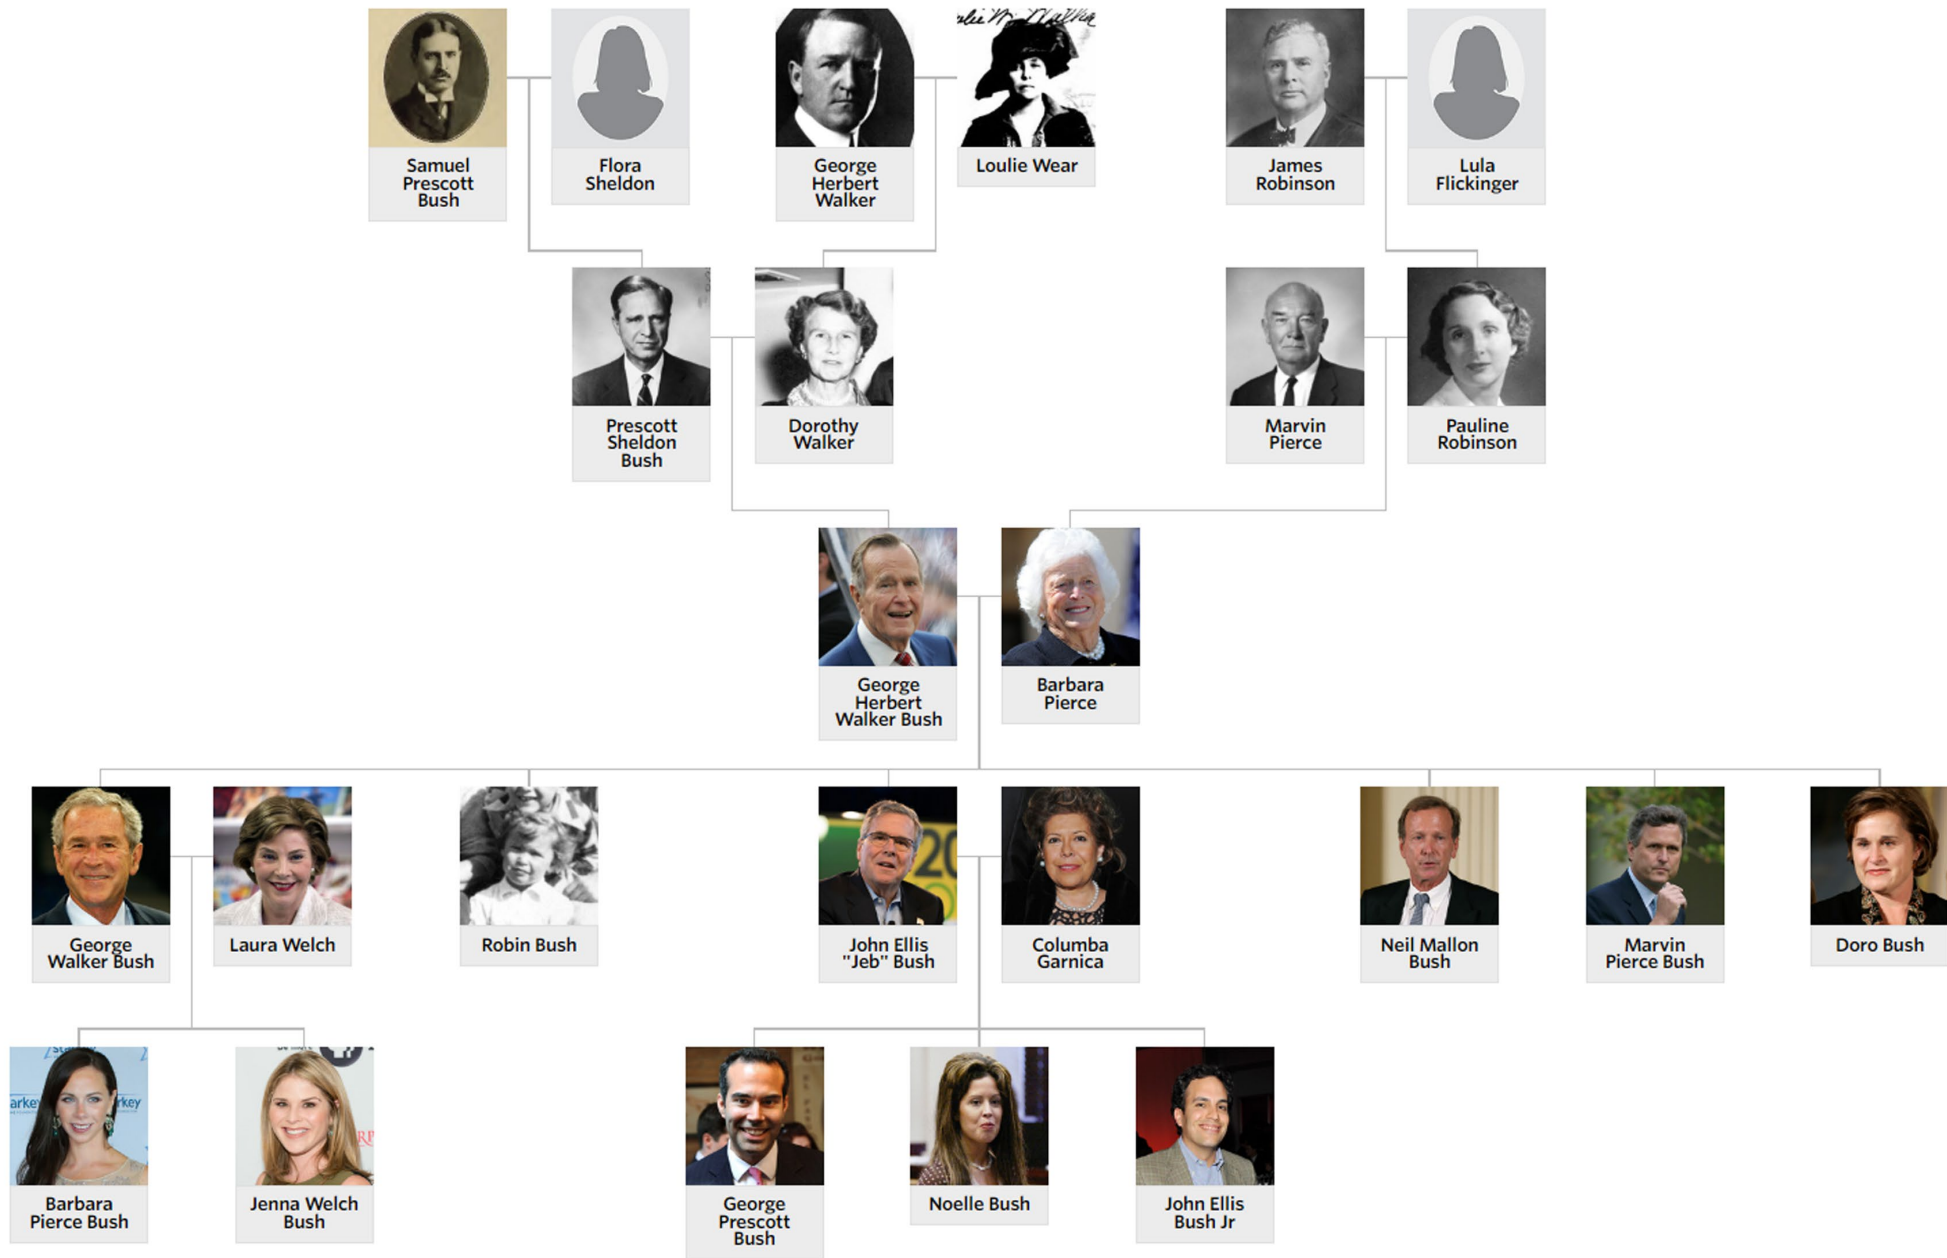 Samuel
Prescott
Bush
Flora
Sheldon
George
Herbert
Walker
Loulie Wear
James
Robinson
Lula
Flickinger
Prescott
Sheldon
Bush
Dorothy
Walker
Marvin
Pierce
Pauline
Robinson
George
Herbert
Walker Bush
Barbara
Pierce
20
George
Walker Bush
Laura Welch
Robin Bush
John Ellis
"Jeb" Bush
Columba
Garnica
Neil Mallon
Bush
Marvin
Pierce Bush
Doro Bush
arkey
rkey
Barbara
Pierce Bush
Jenna Welch
Bush
George
Prescott
Bush
Noelle Bush
John Ellis
Bush Jr